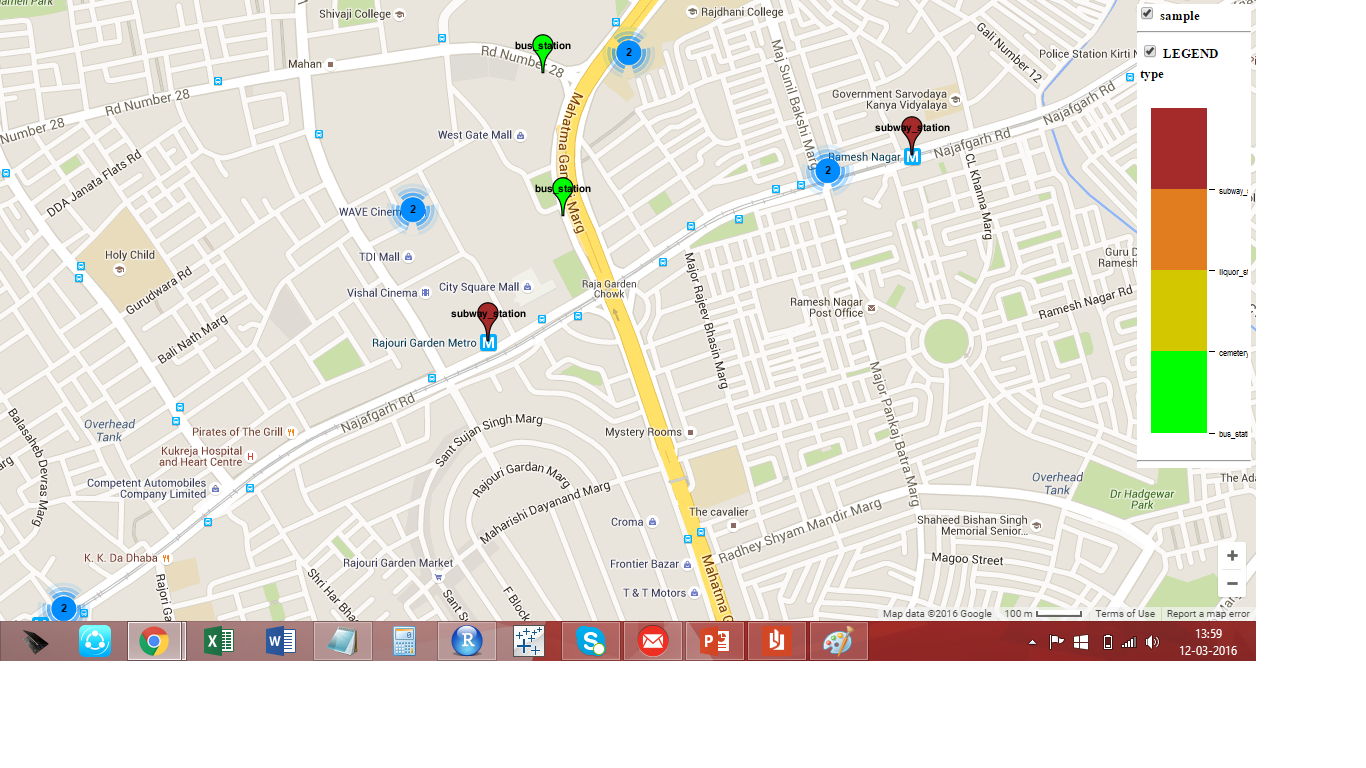 Shivaji College
Rajdhani College
sample
bus_station
2
Rd Number 28
Gali Number 12
Police Station Kirti N
LEGEND
Mahan
type
Maj Sunil Bakshi Marg
Rd Number 28
Number 28
Government Sarvodaya
Kanya Vidyalaya
Najafgarh Rd
Mahatma Gandhi Marg
West Gate Mall
subway_station
Ramesh Nagar
M
Najafgarh Rd
2
DDA Janata Flats Rd
CL Khanna Marg
bus_station
subway_s
WAVE Cinem
2
Holy Child
TDI Mall
Guru D
Ramesh
liquor_st
Gurudwara Rd
Vishal Cinema
City Square Mall
Raja Garden
Chowk
Major Rajeev Bhasin Marg
Ramesh Nagar
Post Office
Ramesh Nagar Rd
subway_station
Bali Nath Marg
Rajouri Garden Metro
M
cemetery
Major Pankaj Batra Marg
Najafgarh Rd
Balasaheb Devras Marg
Overhead
Tank
Pirates of The Grill
Sant Sujan Singh Marg
Mystery Rooms
bus_stati
Kukreja Hospital
and Heart Centre
Rajouri Gardan Marg
Competent Automobiles
Company Limited
Maharishi Dayanand Marg
Overhead
Tank
The Ada
Dr Hadgewar
Park
The cavalier
Croma
Radhey Shyam Mandir Marg
Shaheed Bishan Singh
Memorial Senior...
K. K. Da Dhaba
Rajouri Garden Market
Frontier Bazar
Magoo Street
+
−
Rajori Ga
Shri Har Bha
Sant S
F Block
T & T Motors
Mahatma G
2
Map data ©2016 Google
100 m
Terms of Use
Report a map error
13:59
12-03-2016